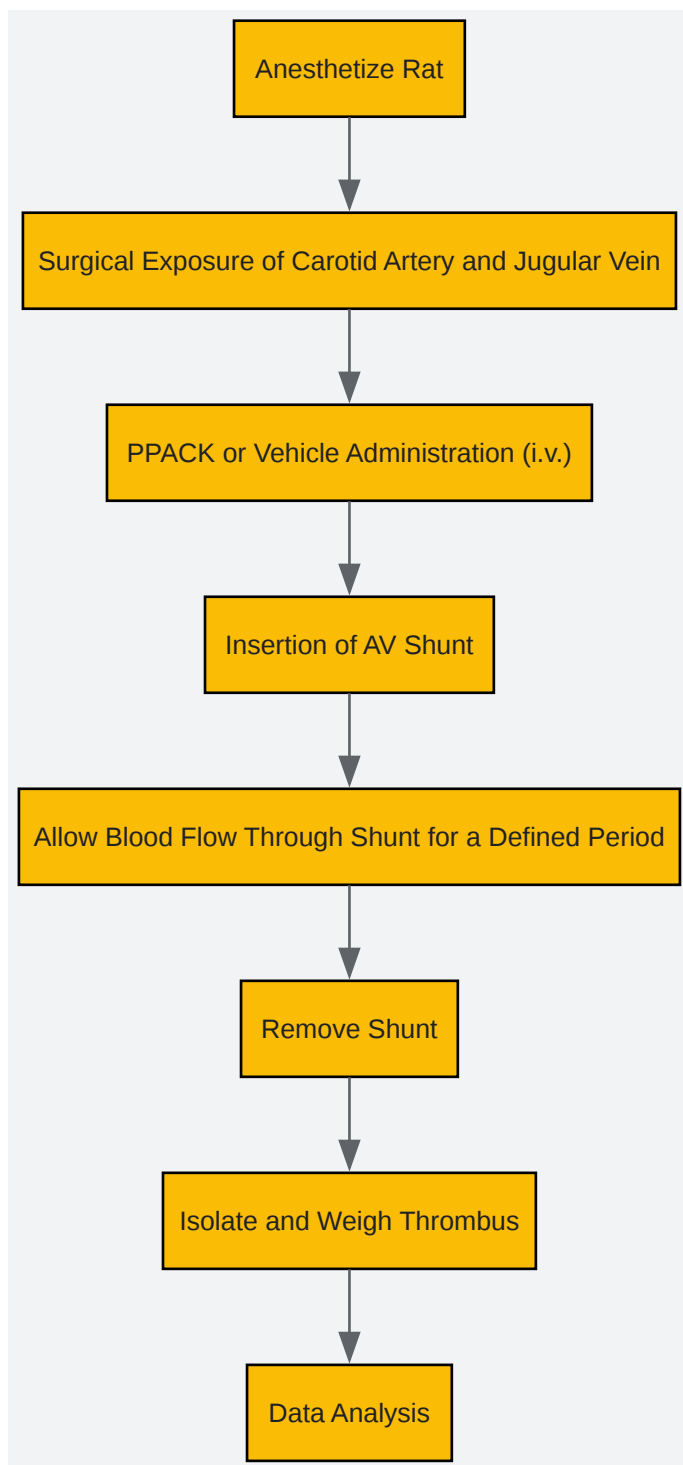 Anesthetize Rat
Surgical Exposure of Carotid Artery and Jugular Vein
PPACK or Vehicle Administration (i.v.)
Insertion of AV Shunt
Allow Blood Flow Through Shunt for a Defined Period
Remove Shunt
Isolate and Weigh Thrombus
Data Analysis